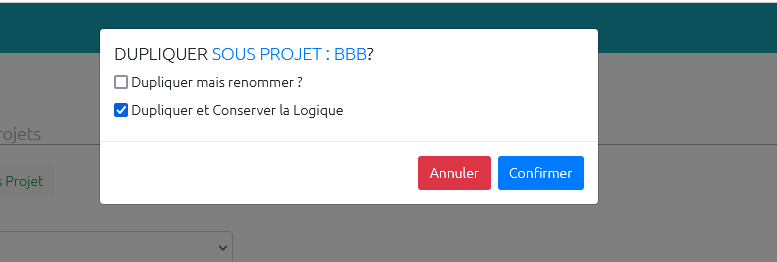 DUPLIQUER SOUS PROJET : BBB?
Dupliquer mais renommer ?
Dupliquer et Conserver la Logique
rojets
s Projet
Annuler Confirmer